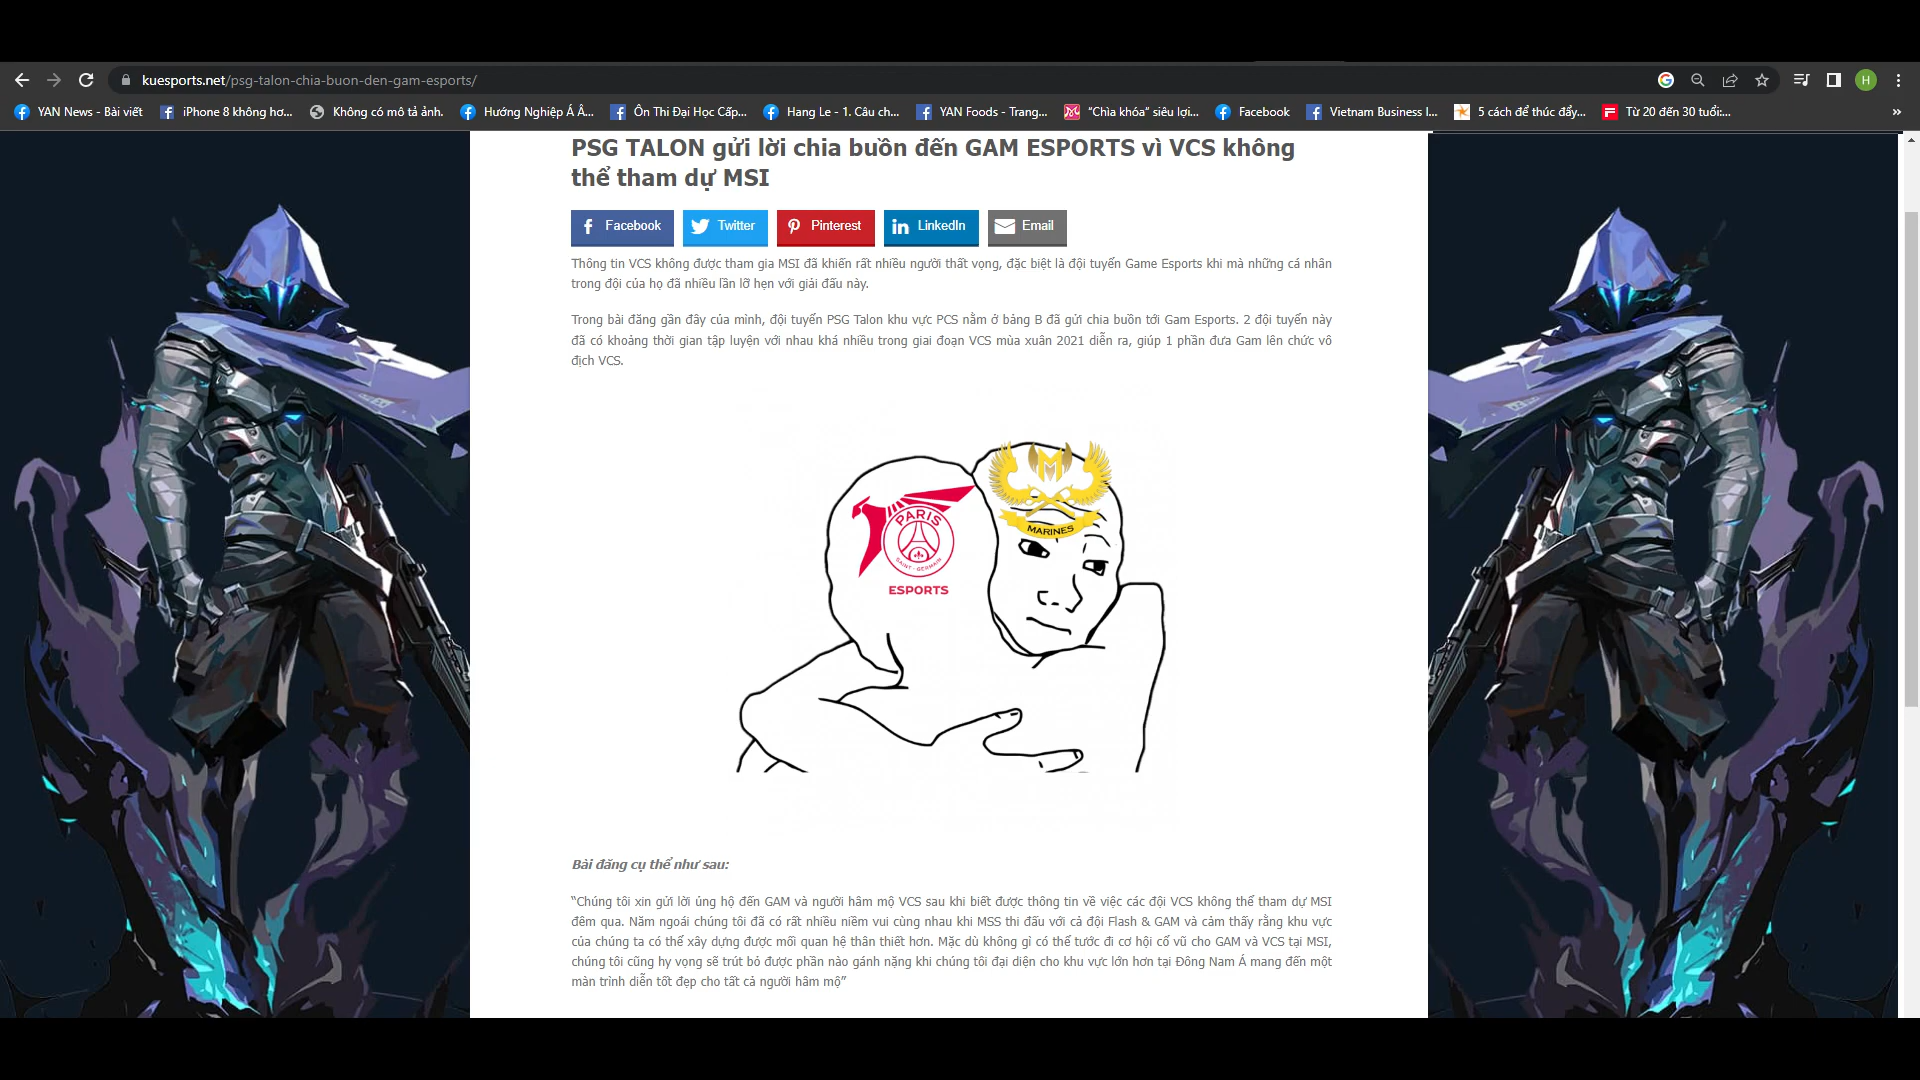 kuesports.net/psg-talon-chia-buon-den-gam-esports/
H
YAN News - Bài viết
iPhone 8 không hơ...
Không có mô tả ảnh.
Hướng Nghiệp Á Â...
Ôn Thi Đại Học Cấp...
Hang Le - 1. Câu ch...
YAN Foods - Trang...
“Chìa khóa” siêu lợi...
Facebook
Vietnam Business I...
5 cách để thúc đẩy...
Từ 20 đến 30 tuổi:...
PSG TALON gửi lời chia buồn đến GAM ESPORTS vì VCS không
thể tham dự MSI
Facebook
Twitter
Pinterest
LinkedIn
Email
Thông tin VCS không được tham gia MSI đã khiến rất nhiều người thất vọng, đặc biệt là đội tuyển Game Esports khi mà những cá nhân
trong đội của họ đã nhiều lần lỡ hẹn với giải đấu này.
Trong bài đăng gần đây của mình, đội tuyển PSG Talon khu vực PCS nằm ở bảng B đã gửi chia buồn tới Gam Esports. 2 đội tuyển này
đã có khoảng thời gian tập luyện với nhau khá nhiều trong giai đoạn VCS mùa xuân 2021 diễn ra, giúp 1 phần đưa Gam lên chức vô
địch VCS.
PARIS
SAINT-GERMAIN
ESPORTS
MARINES
Bài đăng cụ thể như sau:
“Chúng tôi xin gửi lời ủng hộ đến GAM và người hâm mộ VCS sau khi biết được thông tin về việc các đội VCS không thể tham dự MSI
đêm qua. Năm ngoái chúng tôi đã có rất nhiều niềm vui cùng nhau khi MSS thi đấu với cả đội Flash & GAM và cảm thấy rằng khu vực
của chúng ta có thể xây dựng được mối quan hệ thân thiết hơn. Mặc dù không gì có thể tước đi cơ hội cổ vũ cho GAM và VCS tại MSI,
chúng tôi cũng hy vọng sẽ trút bỏ được phần nào gánh nặng khi chúng tôi đại diện cho khu vực lớn hơn tại Đông Nam Á mang đến một
màn trình diễn tốt đẹp cho tất cả người hâm mộ”